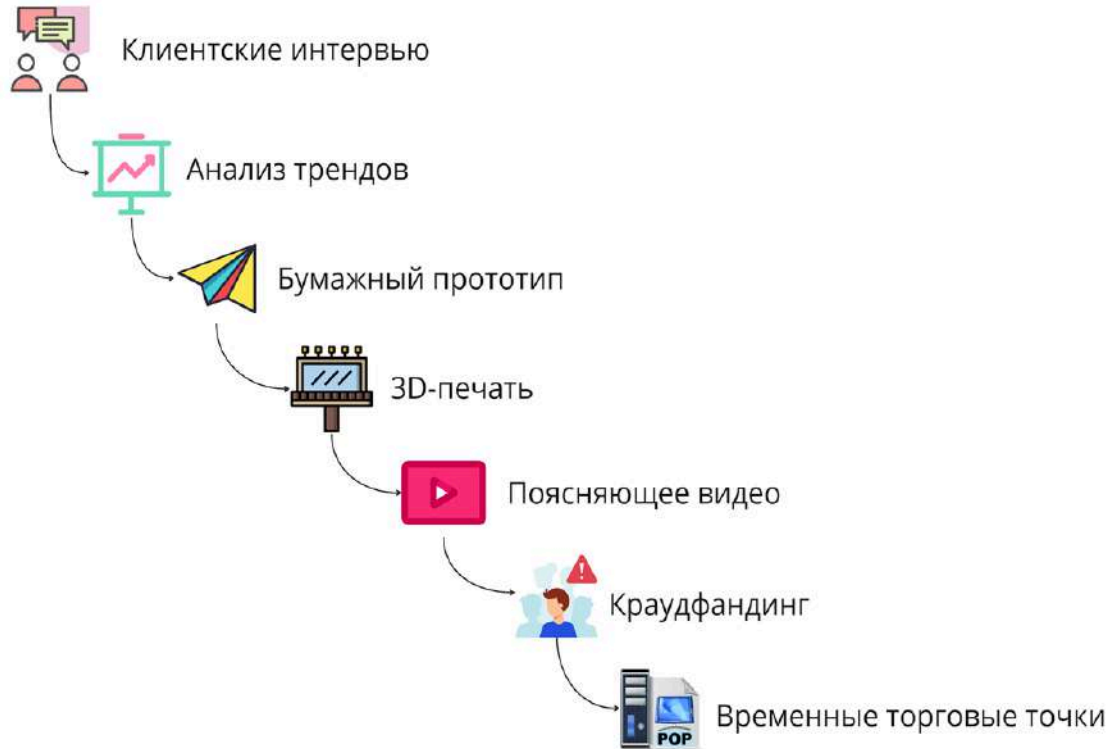 Клиентские интервью
Анализ трендов
Бумажный прототип
3D-печать
Поясняющее видео
Краудфандинг
POP
Временные торговые точки